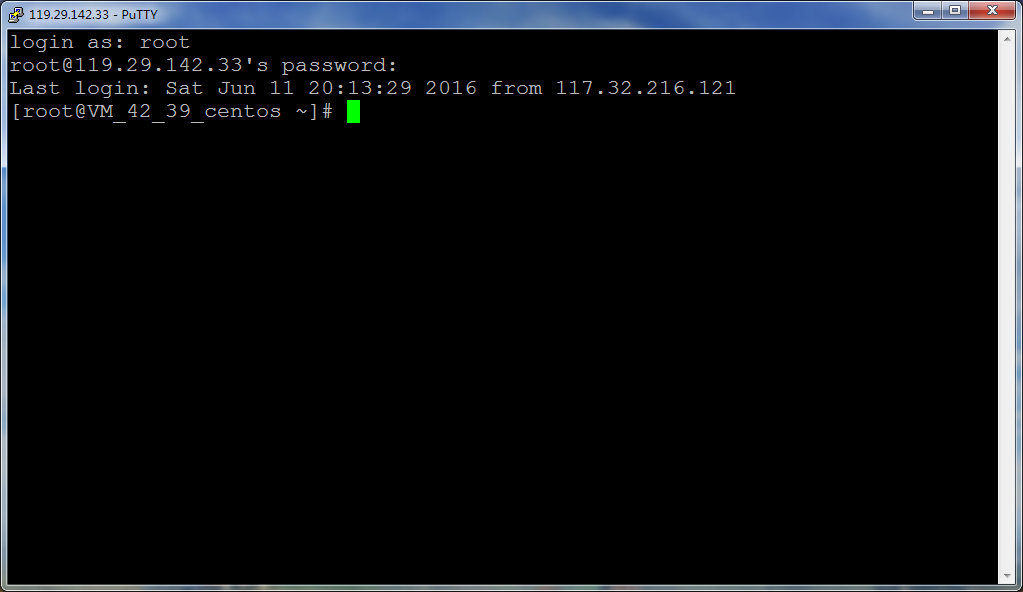 119.29.142.33 - PuTTY
login as: root
root@119.29.142.33's password:
Last login: Sat Jun 11 20:13:29 2016 from 117.32.216.121
[root@VM_42_39_centos ~]#